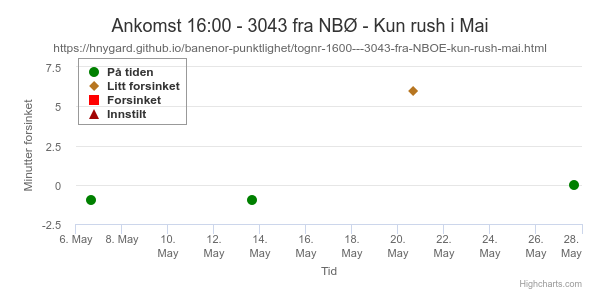 Ankomst 16:00 - 3043 fra NBØ - Kun rush i Mai
https://hnygard.github.io/banenor-punktlighet/tognr-1600---3043-fra-NBOE-kun-rush-mai.html
På tiden
Litt forsinket
Forsinket
Innstilt
Minutter forsinket
7.5
5
2.5
0
-2.5
6. May
8. May
10. May
12. May
14. May
16. May
18. May
20. May
22. May
24. May
26. May
28. May
Tid
Highcharts.com